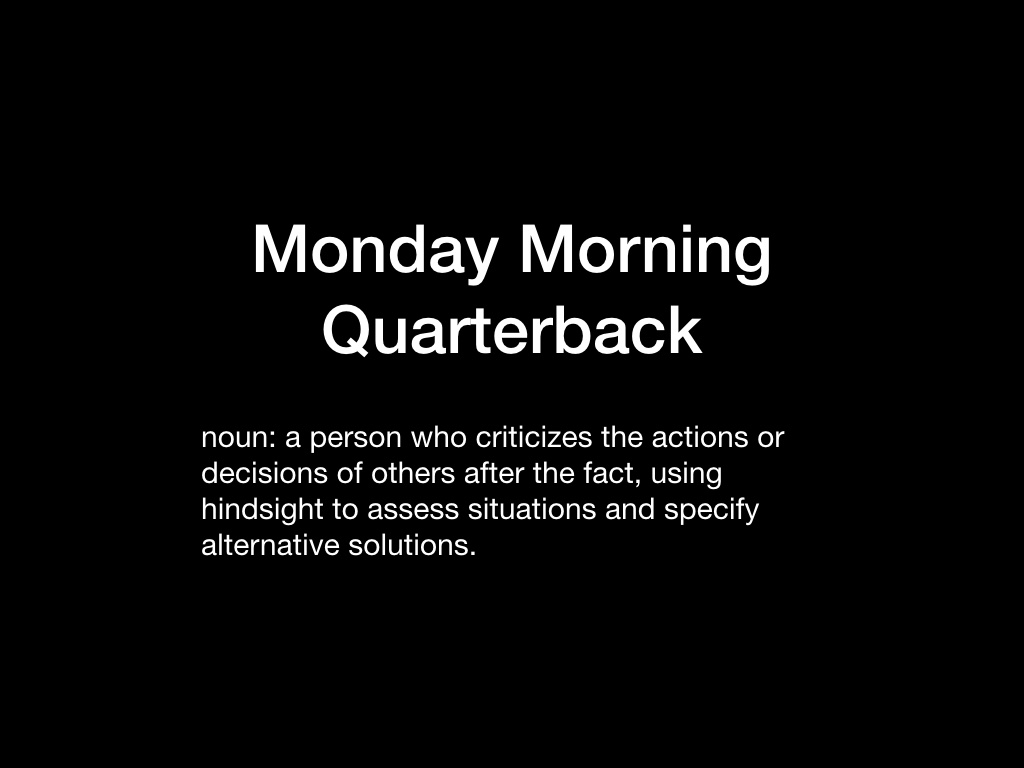 Monday Morning
Quarterback
noun: a person who criticizes the actions or
decisions of others after the fact, using
hindsight to assess situations and specify
alternative solutions.